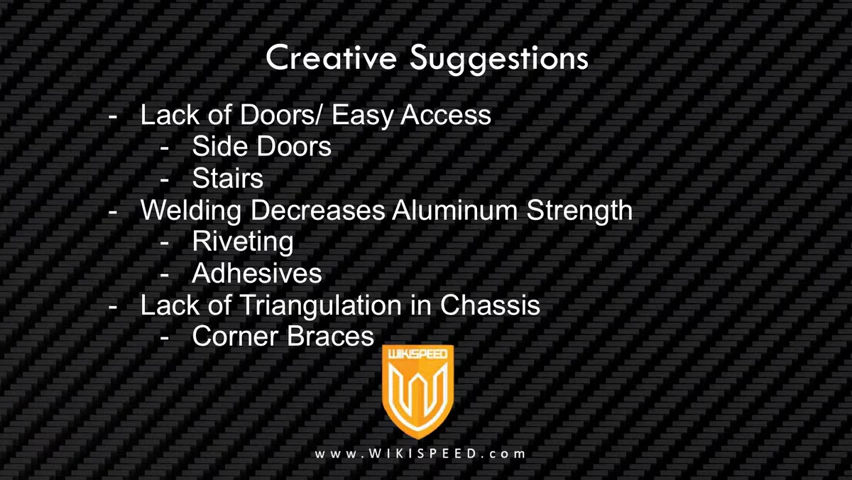 Creative Suggestions
- Lack of Doors/ Easy Access
- Side Doors
- Stairs
- Welding Decreases Aluminum Strength
- Riveting
- Adhesives
- Lack of Triangulation in Chassis
- Corner Braces
WIKISPEED
www.WIKISPEED.com